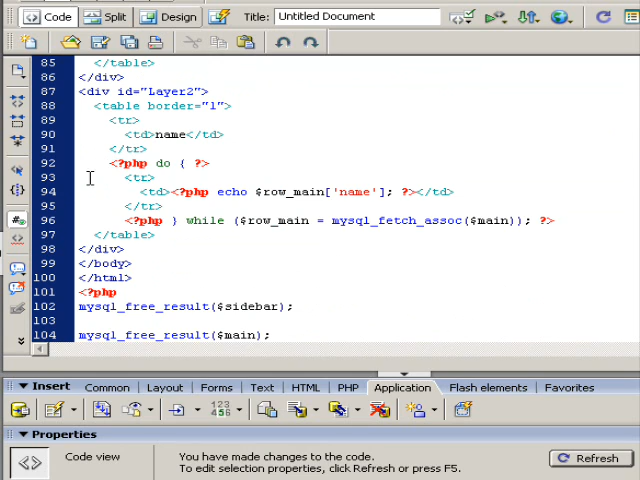 Code Split Design Title: Untitled Document
85 </table>
86 </div>
87 <div id="Layer2">
88 <table border="1">
89 <tr>
90 <td>name</td>
91 </tr>
92 <?php do { ?>
93 <tr>
94 <td><?php echo $row_main['name']; ?></td>
95 </tr>
96 <?php } while ($row_main = mysql_fetch_assoc($main)); ?>
97 </table>
98 </div>
99 </body>
100 </html>
101 <?php
102 mysql_free_result($sidebar);
103
104 mysql_free_result($main);
Insert Common Layout Forms Text HTML PHP Application Flash elements Favorites
Properties
Code view You have made changes to the code. Refresh
To edit selection properties, click Refresh or press F5.